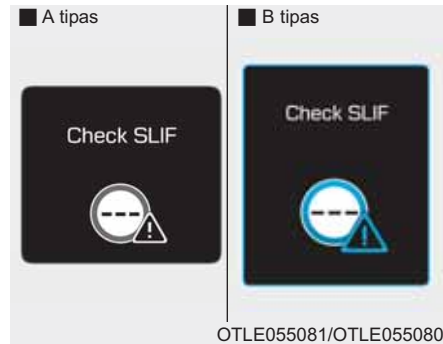 ■ A tipas
■ B tipas
Check SLIF
---
Check SLIF
---
OTLE055081/OTLE055080